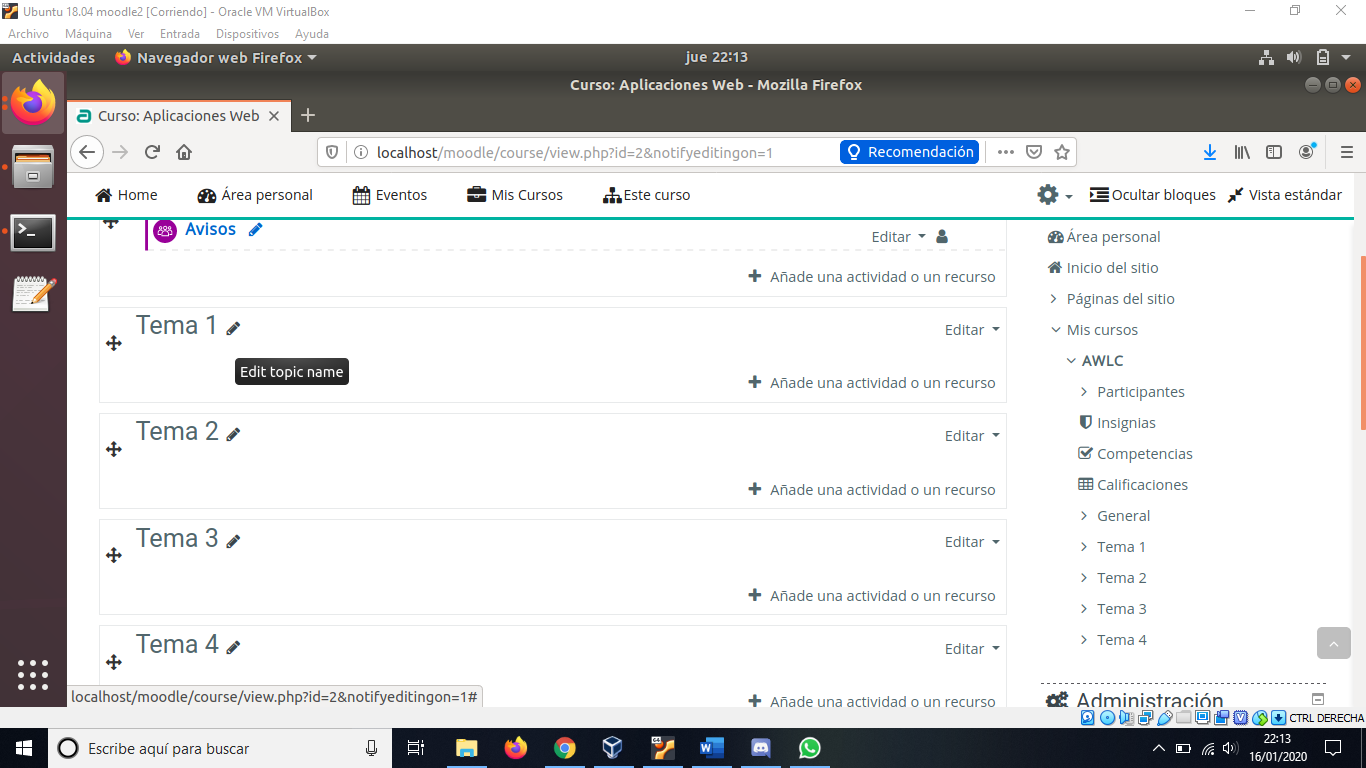 Ubuntu 18.04 moodle2 [Corriendo] - Oracle VM VirtualBox
Archivo Máquina Ver Entrada Dispositivos Ayuda
Actividades Navegador web Firefox jue 22:13
Curso: Aplicaciones Web - Mozilla Firefox
Curso: Aplicaciones Web
localhost/moodle/course/view.php?id=2&notifyeditingon=1 Recomendación
Home Área personal Eventos Mis Cursos Este curso Ocultar bloques Vista estándar
Avisos Editar
Añade una actividad o un recurso
Tema 1 Editar
Edit topic name
Añade una actividad o un recurso
Tema 2 Editar
Añade una actividad o un recurso
Tema 3 Editar
Añade una actividad o un recurso
Tema 4 Editar
Añade una actividad o un recurso
Área personal
Inicio del sitio
Páginas del sitio
Mis cursos
AWLC
Participantes
Insignias
Competencias
Calificaciones
General
Tema 1
Tema 2
Tema 3
Tema 4
Administración
localhost/moodle/course/view.php?id=2&notifyeditingon=1#
CTRL DERECHA
Escribe aquí para buscar
22:13
16/01/2020